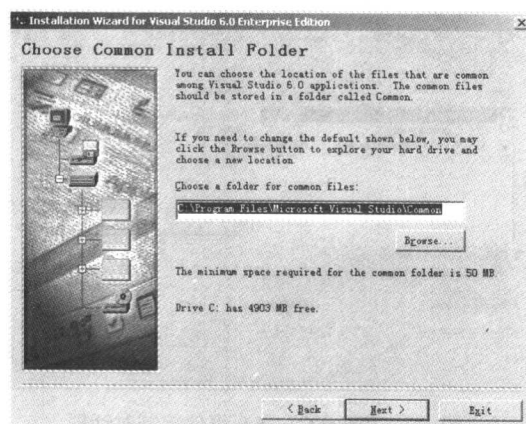 Installation Wizard for Visual Studio 6.0 Enterprise Edition
Choose Common Install Folder
You can choose the location of the files that are common
among Visual Studio 6.0 applications. The common files
should be stored in a folder called Common.
If you need to change the default shown below, you may
click the Browse button to explore your hard drive and
choose a new location
Choose a folder for common files:
C:\Program Files\Microsoft Visual Studio\Common
Browse...
The minimum space required for the common folder is 50 MB.
Drive C: has 4903 MB free.
< Back
Next >
Exit